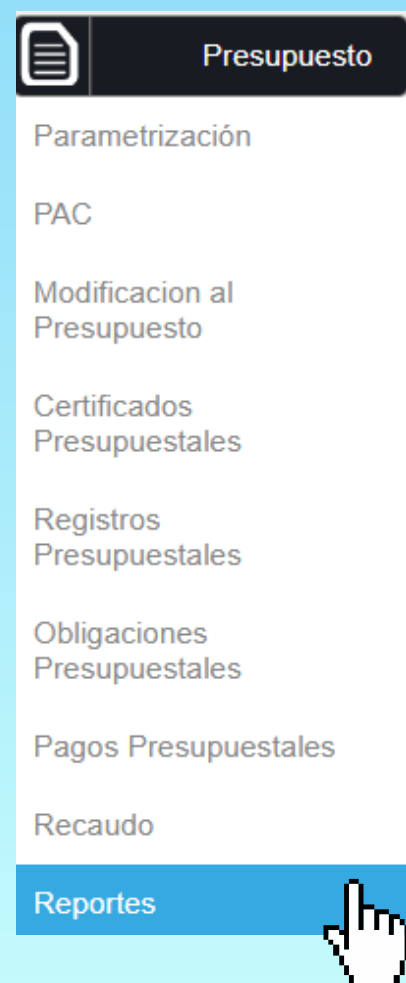 Presupuesto
Parametrización
PAC
Modificacion al
Presupuesto
Certificados
Presupuestales
Registros
Presupuestales
Obligaciones
Presupuestales
Pagos Presupuestales
Recaudo
Reportes